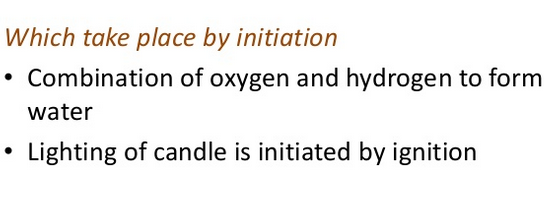 Which take place by initiation
• Combination of oxygen and hydrogen to form
water
• Lighting of candle is initiated by ignition